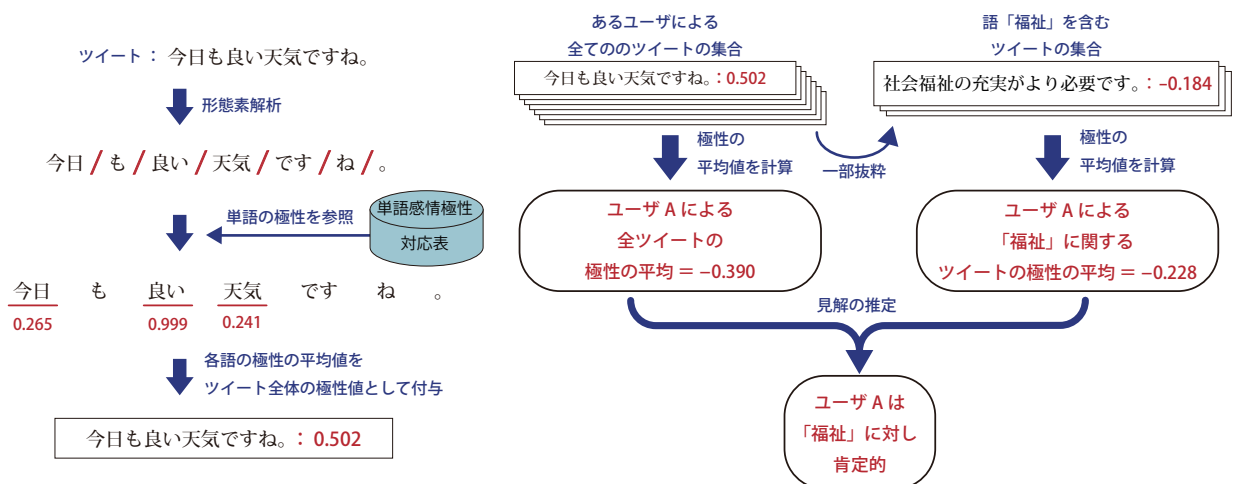 ツイート： 今日も良い天気ですね。
形態素解析
今日 / も / 良い / 天気 / です / ね / 。
単語の極性を参照
単語感情極性
対応表
今日 も 良い 天気 です ね 。
0.265 0.999 0.241
各語の極性の平均値を
ツイート全体の極性値として付与
今日も良い天気ですね。： 0.502
あるユーザによる
全てののツイートの集合
今日も良い天気ですね。：0.502
極性の
平均値を計算
一部抜粋
語「福祉」を含む
ツイートの集合
社会福祉の充実がより必要です。：−0.184
極性の
平均値を計算
ユーザ A による
全ツイートの
極性の平均 ＝ −0.390
ユーザ A による
「福祉」に関する
ツイートの極性の平均 ＝ −0.228
見解の推定
ユーザ A は
「福祉」に対し
肯定的